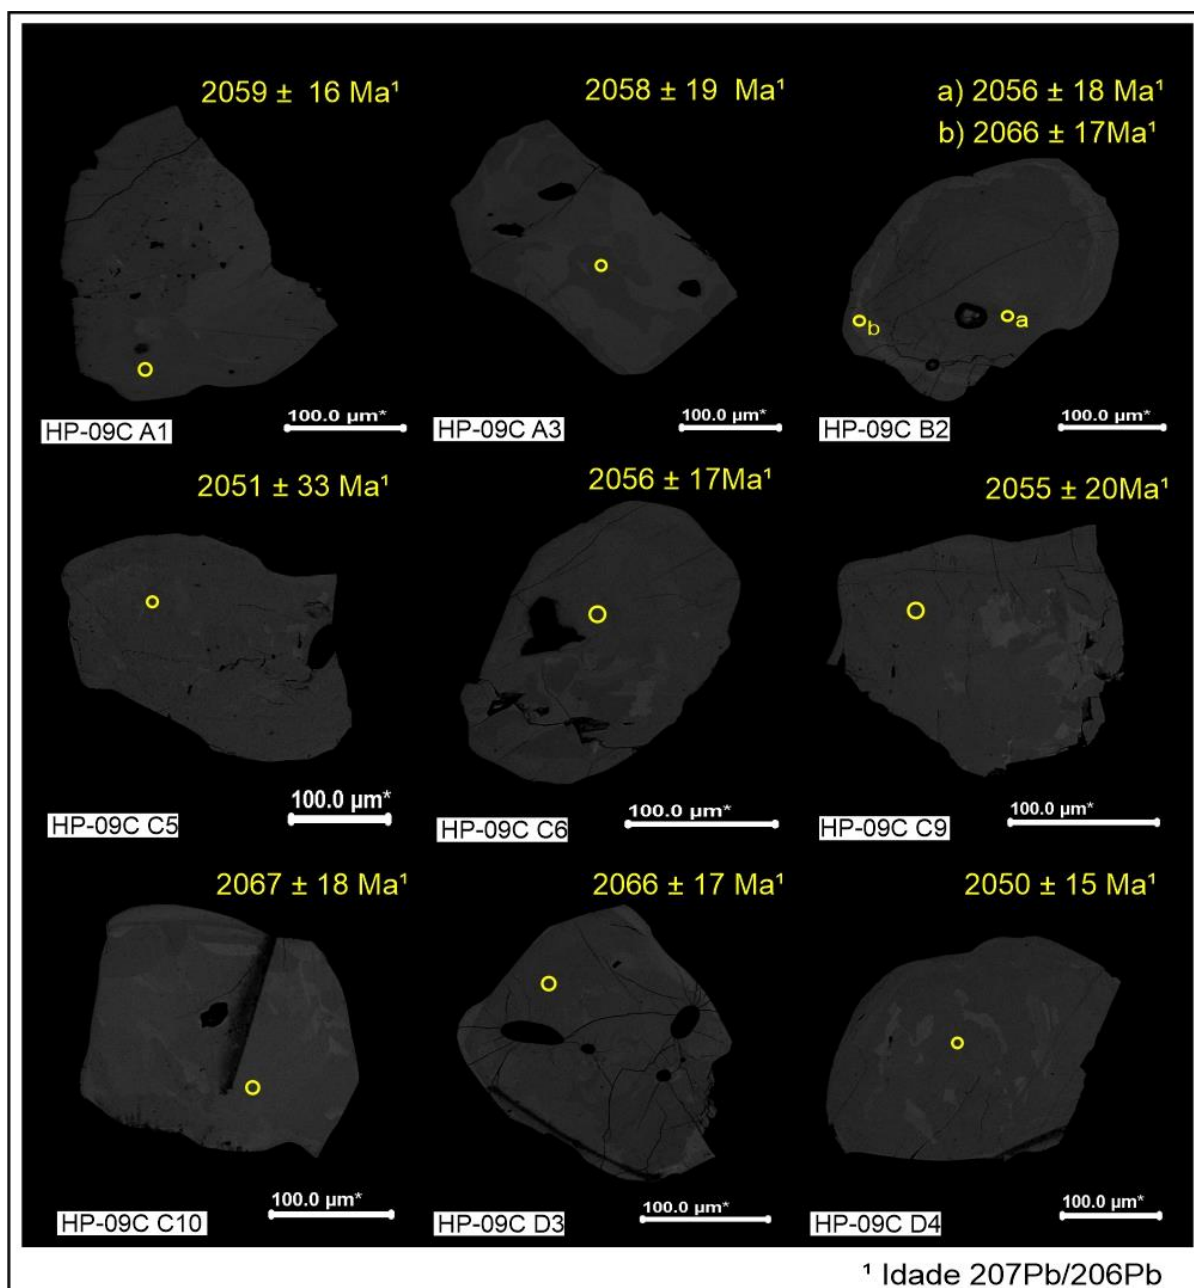 2059 ± 16 Ma¹
2058 ± 19 Ma¹
a) 2056 ± 18 Ma¹
b) 2066 ± 17Ma¹
b
a
100.0 µm*
100.0 µm*
100.0 µm*
HP-09C A1
HP-09C A3
HP-09C B2
2051 ± 33 Ma¹
2056 ± 17Ma¹
2055 ± 20Ma¹
100.0 µm*
100.0 µm*
100.0 µm*
HP-09C C5
HP-09C C6
HP-09C C9
2067 ± 18 Ma¹
2066 ± 17 Ma¹
2050 ± 15 Ma¹
100.0 µm*
100.0 µm*
100.0 µm*
HP-09C C10
HP-09C D3
HP-09C D4
¹ Idade 207Pb/206Pb